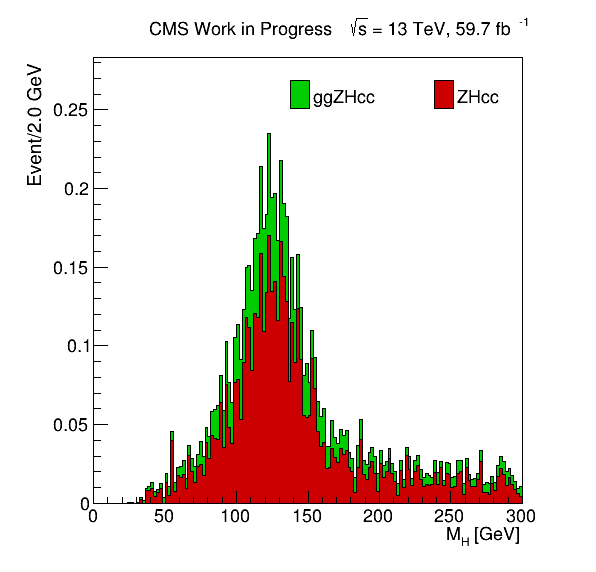 CMS Work in Progress √s = 13 TeV, 59.7 fb⁻¹
ggZHcc ZHcc
Event/2.0 GeV
0.25
0.2
0.15
0.1
0.05
0
0 50 100 150 200 250 300
M_H [GeV]